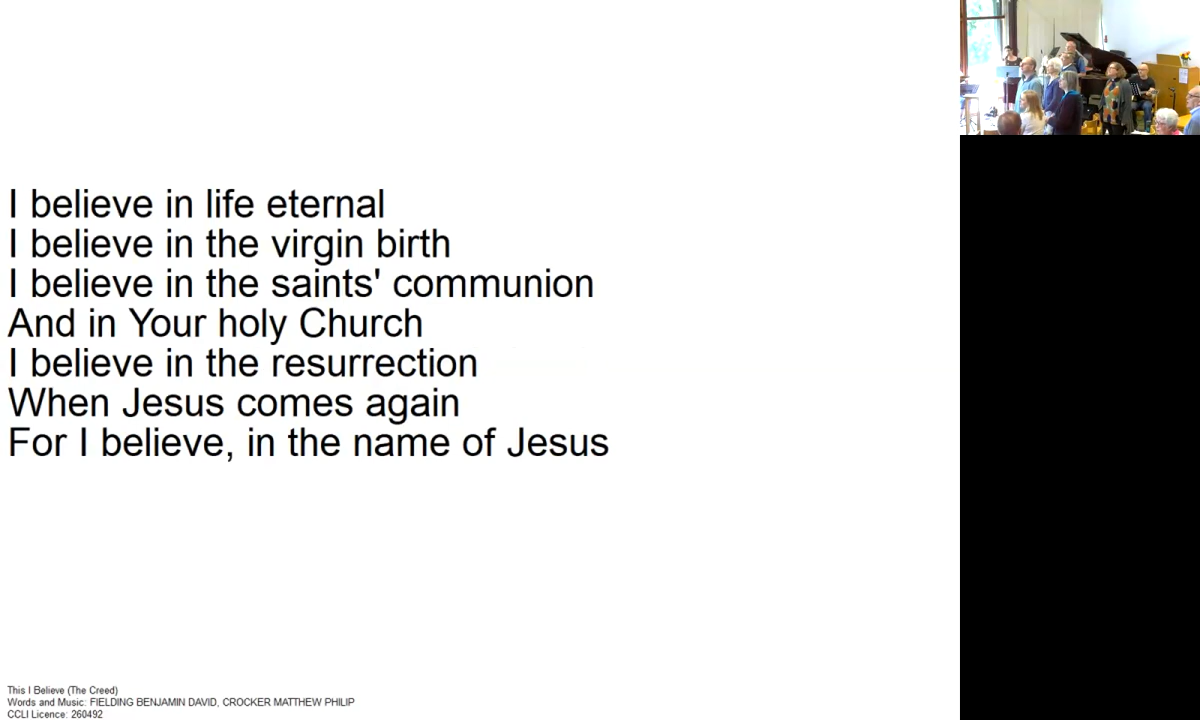 I believe in life eternal
I believe in the virgin birth
I believe in the saints' communion
And in Your holy Church
I believe in the resurrection
When Jesus comes again
For I believe, in the name of Jesus
This I Believe (The Creed)
Words and Music: FIELDING BENJAMIN DAVID, CROCKER MATTHEW PHILIP
CCLI Licence: 260492